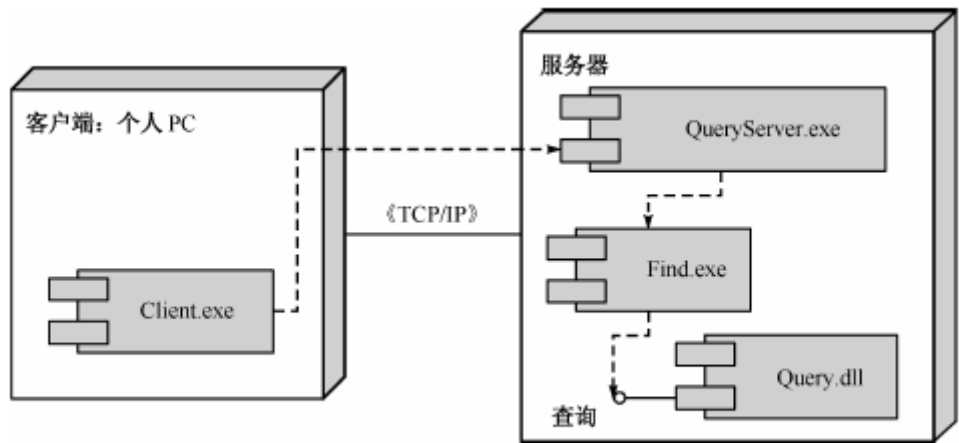 服务器
QueryServer.exe
客户端：个人 PC
《TCP/IP》
Find.exe
Client.exe
Query.dll
查询